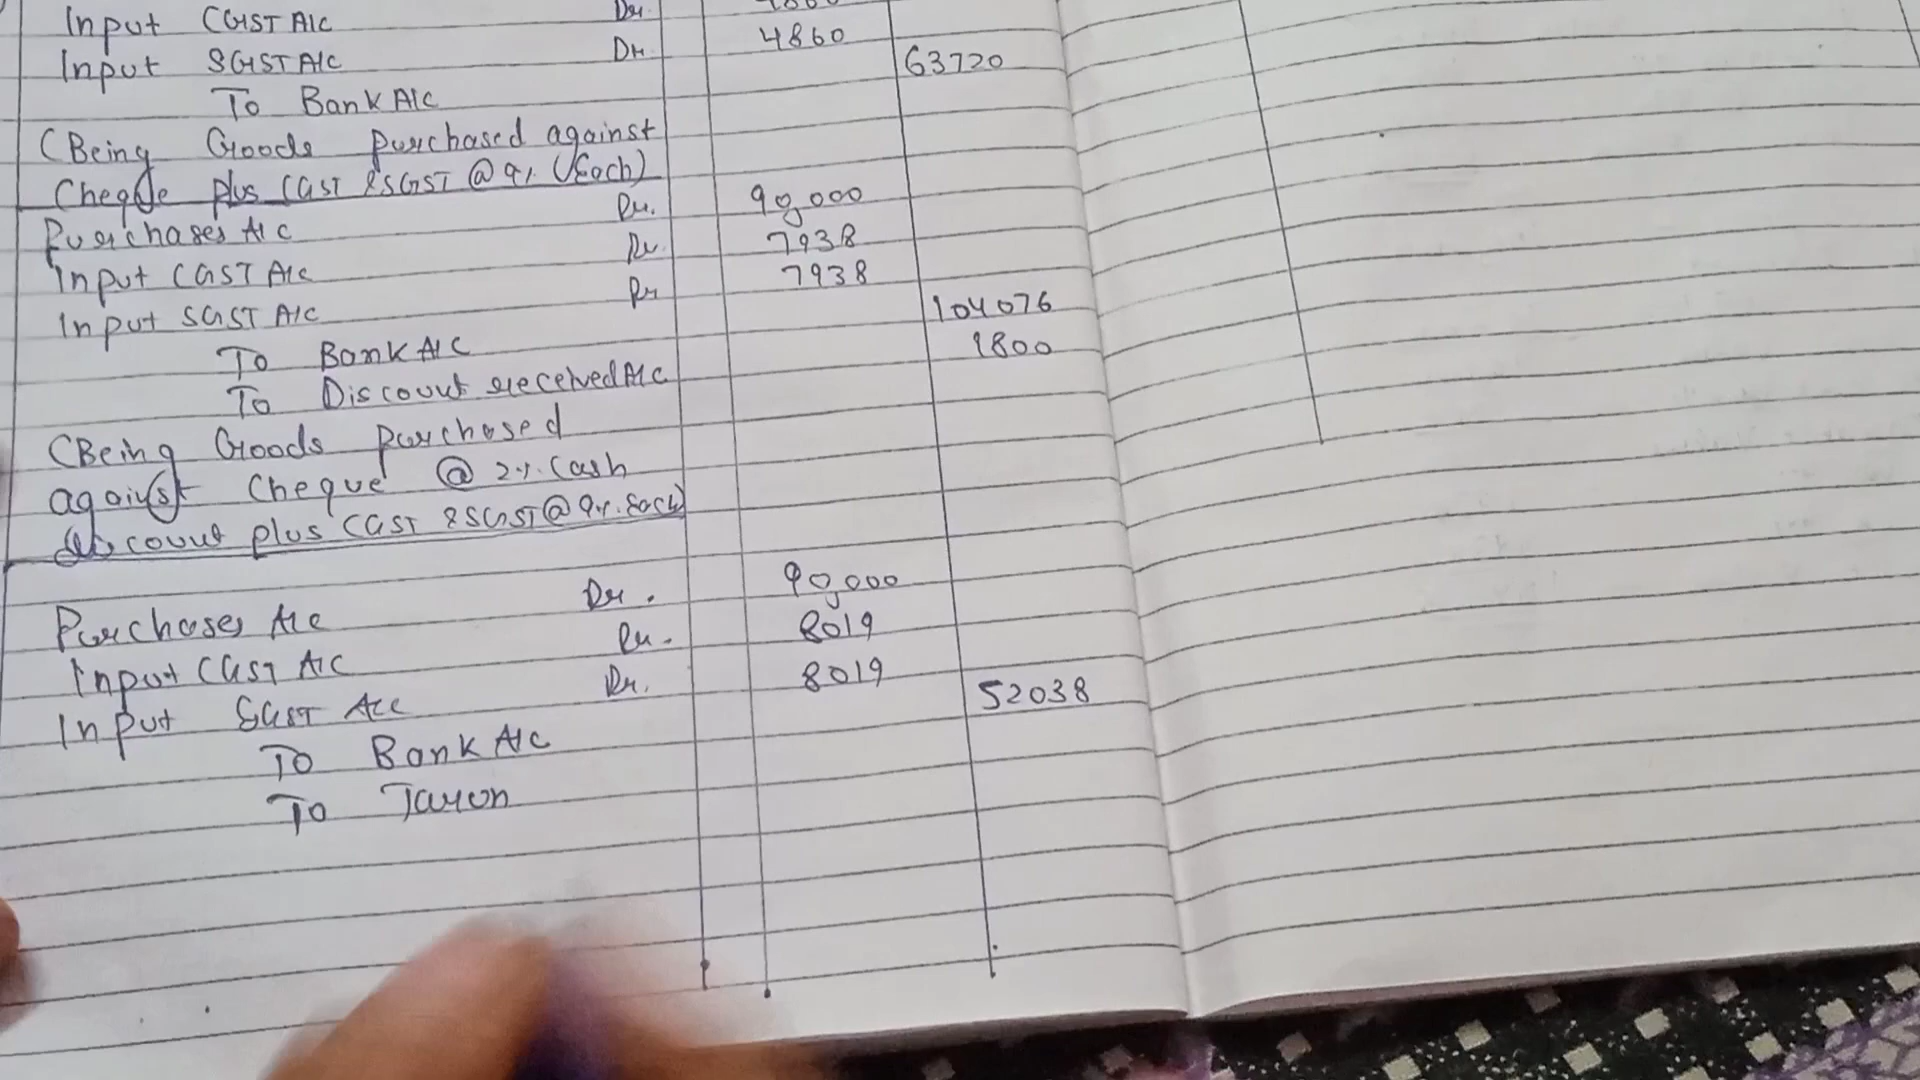 Input CGST A/c Dr.
Input SGST A/c Dr. 4860
To Bank A/c 63720
(Being Goods purchased against
Cheque plus CGST & SGST @ 9% (Each)
Purchases A/c Dr. 90,000
Input CGST A/c Dr. 7938
Input SGST A/c Dr 7938
To Bank A/c 104076
To Discount received A/c 1800
(Being Goods purchased
against Cheque @ 2% Cash
discount plus CGST & SGST @ 9% Each)
Purchases A/c Dr. 90,000
Input CGST A/c Dr. 8019
Input SGST A/c Dr. 8019
To Bank A/c 52038
To Tarun